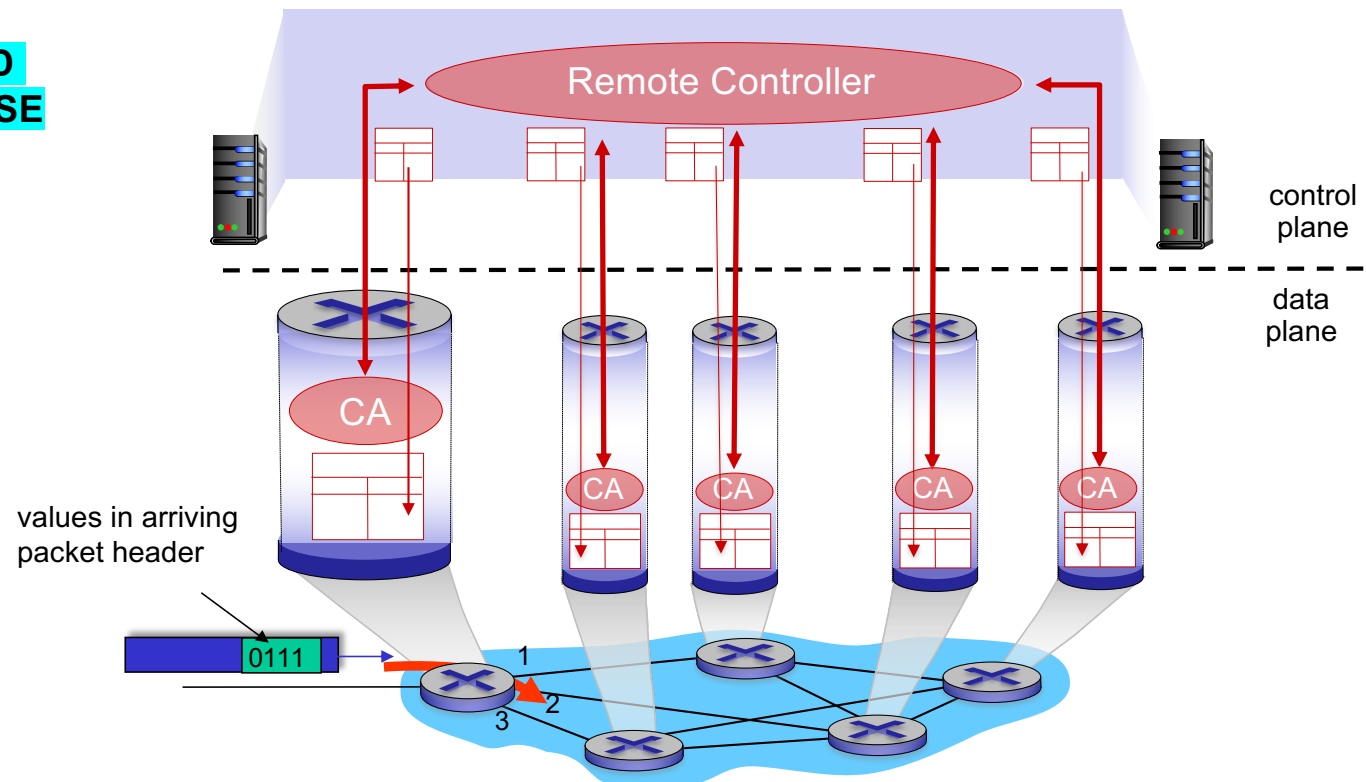 SE
Remote Controller
control
plane
data
plane
CA
CA
CA
CA
CA
values in arriving
packet header
0111
1
2
3